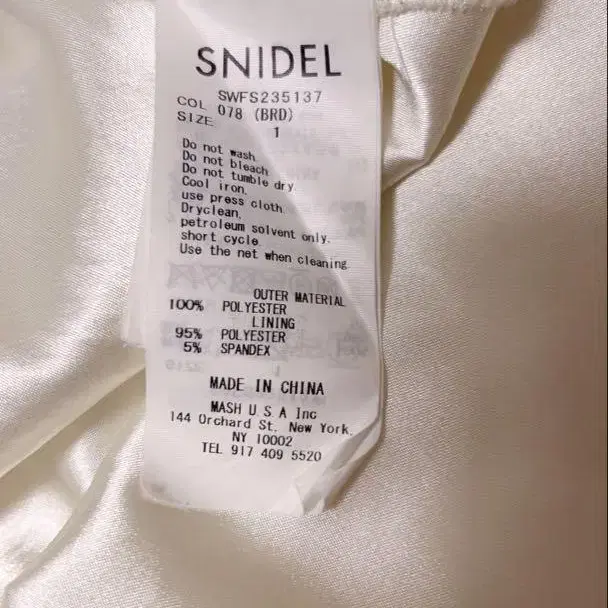 SNIDEL
SWFS235137
COL 078 (BRD)
SIZE 1
Do not wash.
Do not bleach.
Do not tumble dry.
Cool iron,
use press cloth.
Dryclean,
petroleum solvent only.
short cycle.
Use the net when cleaning.
OUTER MATERIAL
100% POLYESTER
LINING
95% POLYESTER
5% SPANDEX
MADE IN CHINA
MASH U S A Inc
144 Orchard St, New York,
NY 10002
TEL 917 409 5520